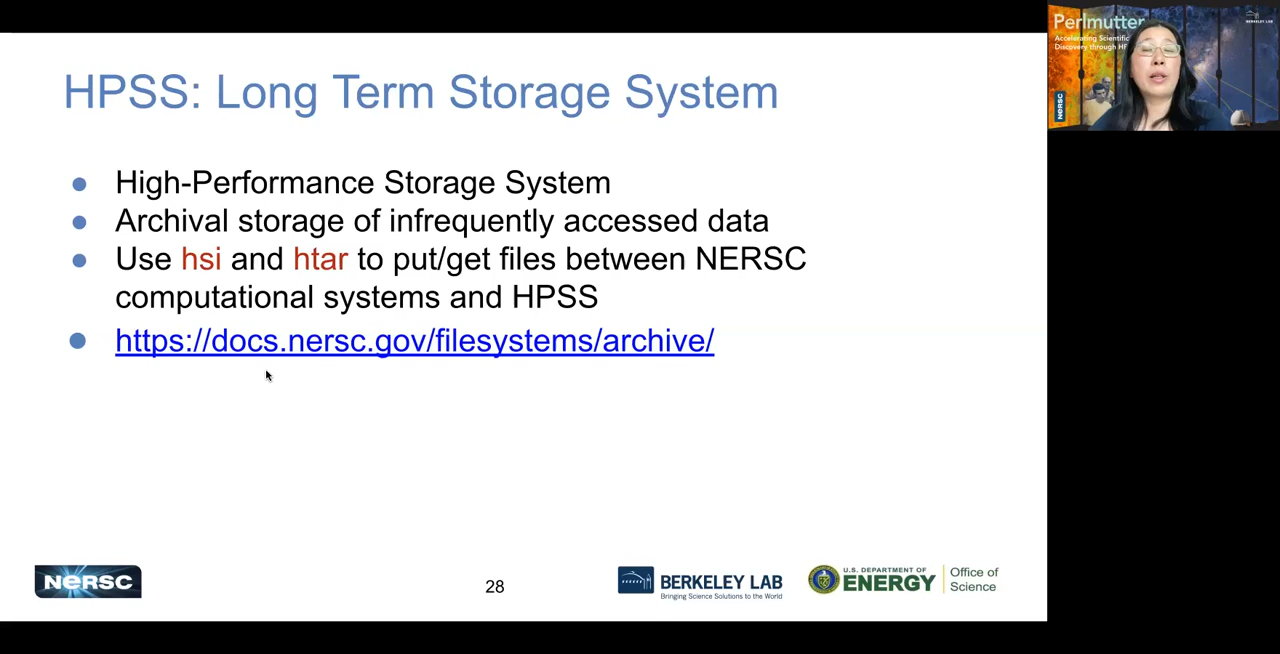 HPSS: Long Term Storage System
● High-Performance Storage System
● Archival storage of infrequently accessed data
● Use hsi and htar to put/get files between NERSC
computational systems and HPSS
● https://docs.nersc.gov/filesystems/archive/
NERSC
28
BERKELEY LAB
Bringing Science Solutions to the World
U.S. DEPARTMENT OF
ENERGY
Office of
Science
Perlmutter
Accelerating Scientific
Discovery through HP
BERKELEY LAB
NERSC